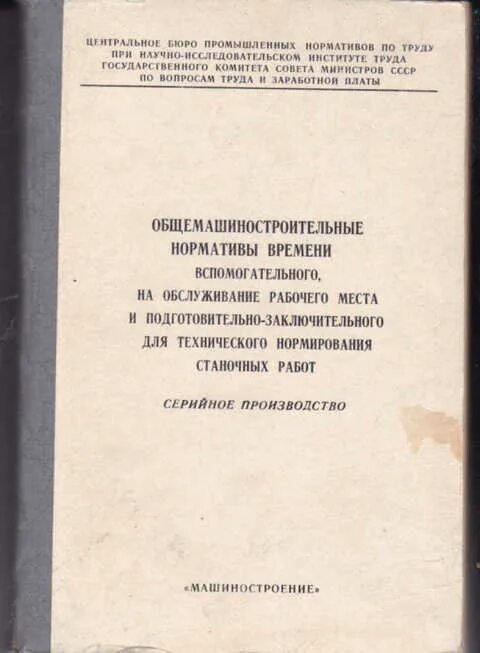 ЦЕНТРАЛЬНОЕ БЮРО ПРОМЫШЛЕННЫХ НОРМАТИВОВ ПО ТРУДУ
ПРИ НАУЧНО-ИССЛЕДОВАТЕЛЬСКОМ ИНСТИТУТЕ ТРУДА
ГОСУДАРСТВЕННОГО КОМИТЕТА СОВЕТА МИНИСТРОВ СССР
ПО ВОПРОСАМ ТРУДА И ЗАРАБОТНОЙ ПЛАТЫ
ОБЩЕМАШИНОСТРОИТЕЛЬНЫЕ
НОРМАТИВЫ ВРЕМЕНИ
ВСПОМОГАТЕЛЬНОГО,
НА ОБСЛУЖИВАНИЕ РАБОЧЕГО МЕСТА
И ПОДГОТОВИТЕЛЬНО-ЗАКЛЮЧИТЕЛЬНОГО
ДЛЯ ТЕХНИЧЕСКОГО НОРМИРОВАНИЯ
СТАНОЧНЫХ РАБОТ
СЕРИЙНОЕ ПРОИЗВОДСТВО
«МАШИНОСТРОЕНИЕ»